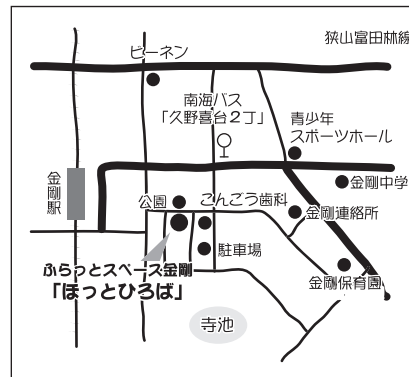 狭山富田林線
ピーネン
南海バス
「久野喜台2丁」
青少年
スポーツホール
金剛駅
金剛中学
公園
こんごう歯科
金剛連絡所
駐車場
ふらっとスペース金剛
「ほっとひろば」
金剛保育園
寺池